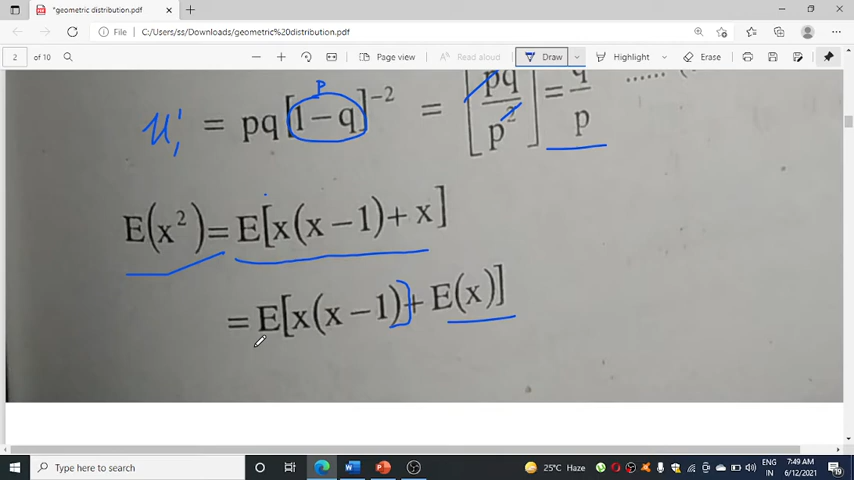 *geometric distribution.pdf
File | C:/Users/ss/Downloads/geometric%20distribution.pdf
2 of 10 Page view Read aloud Draw Highlight Erase
μ₁′ = pq[1−q]⁻² = [pq/p²] = q/p ......
P
E(x²)= E[x(x−1)+x]
= E[x(x−1)]+E(x)]
Type here to search
25°C Haze
ENG
IN
7:49 AM
6/12/2021